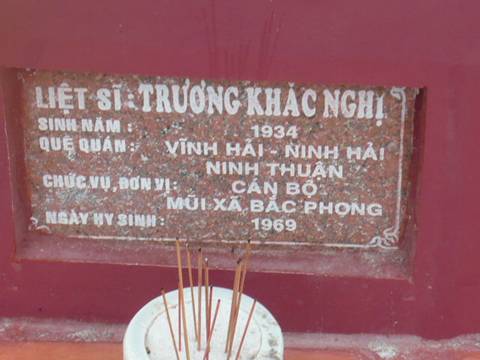 LIỆT SĨ : TRƯƠNG KHẮC NGHI
SINH NĂM : 1934
QUÊ QUÁN : VĨNH HẢI - NINH HẢI
NINH THUẬN
CHỨC VỤ, ĐƠN VỊ : CÁN BỘ
MŨI XÃ BẮC PHONG
NGÀY HY SINH : 1969